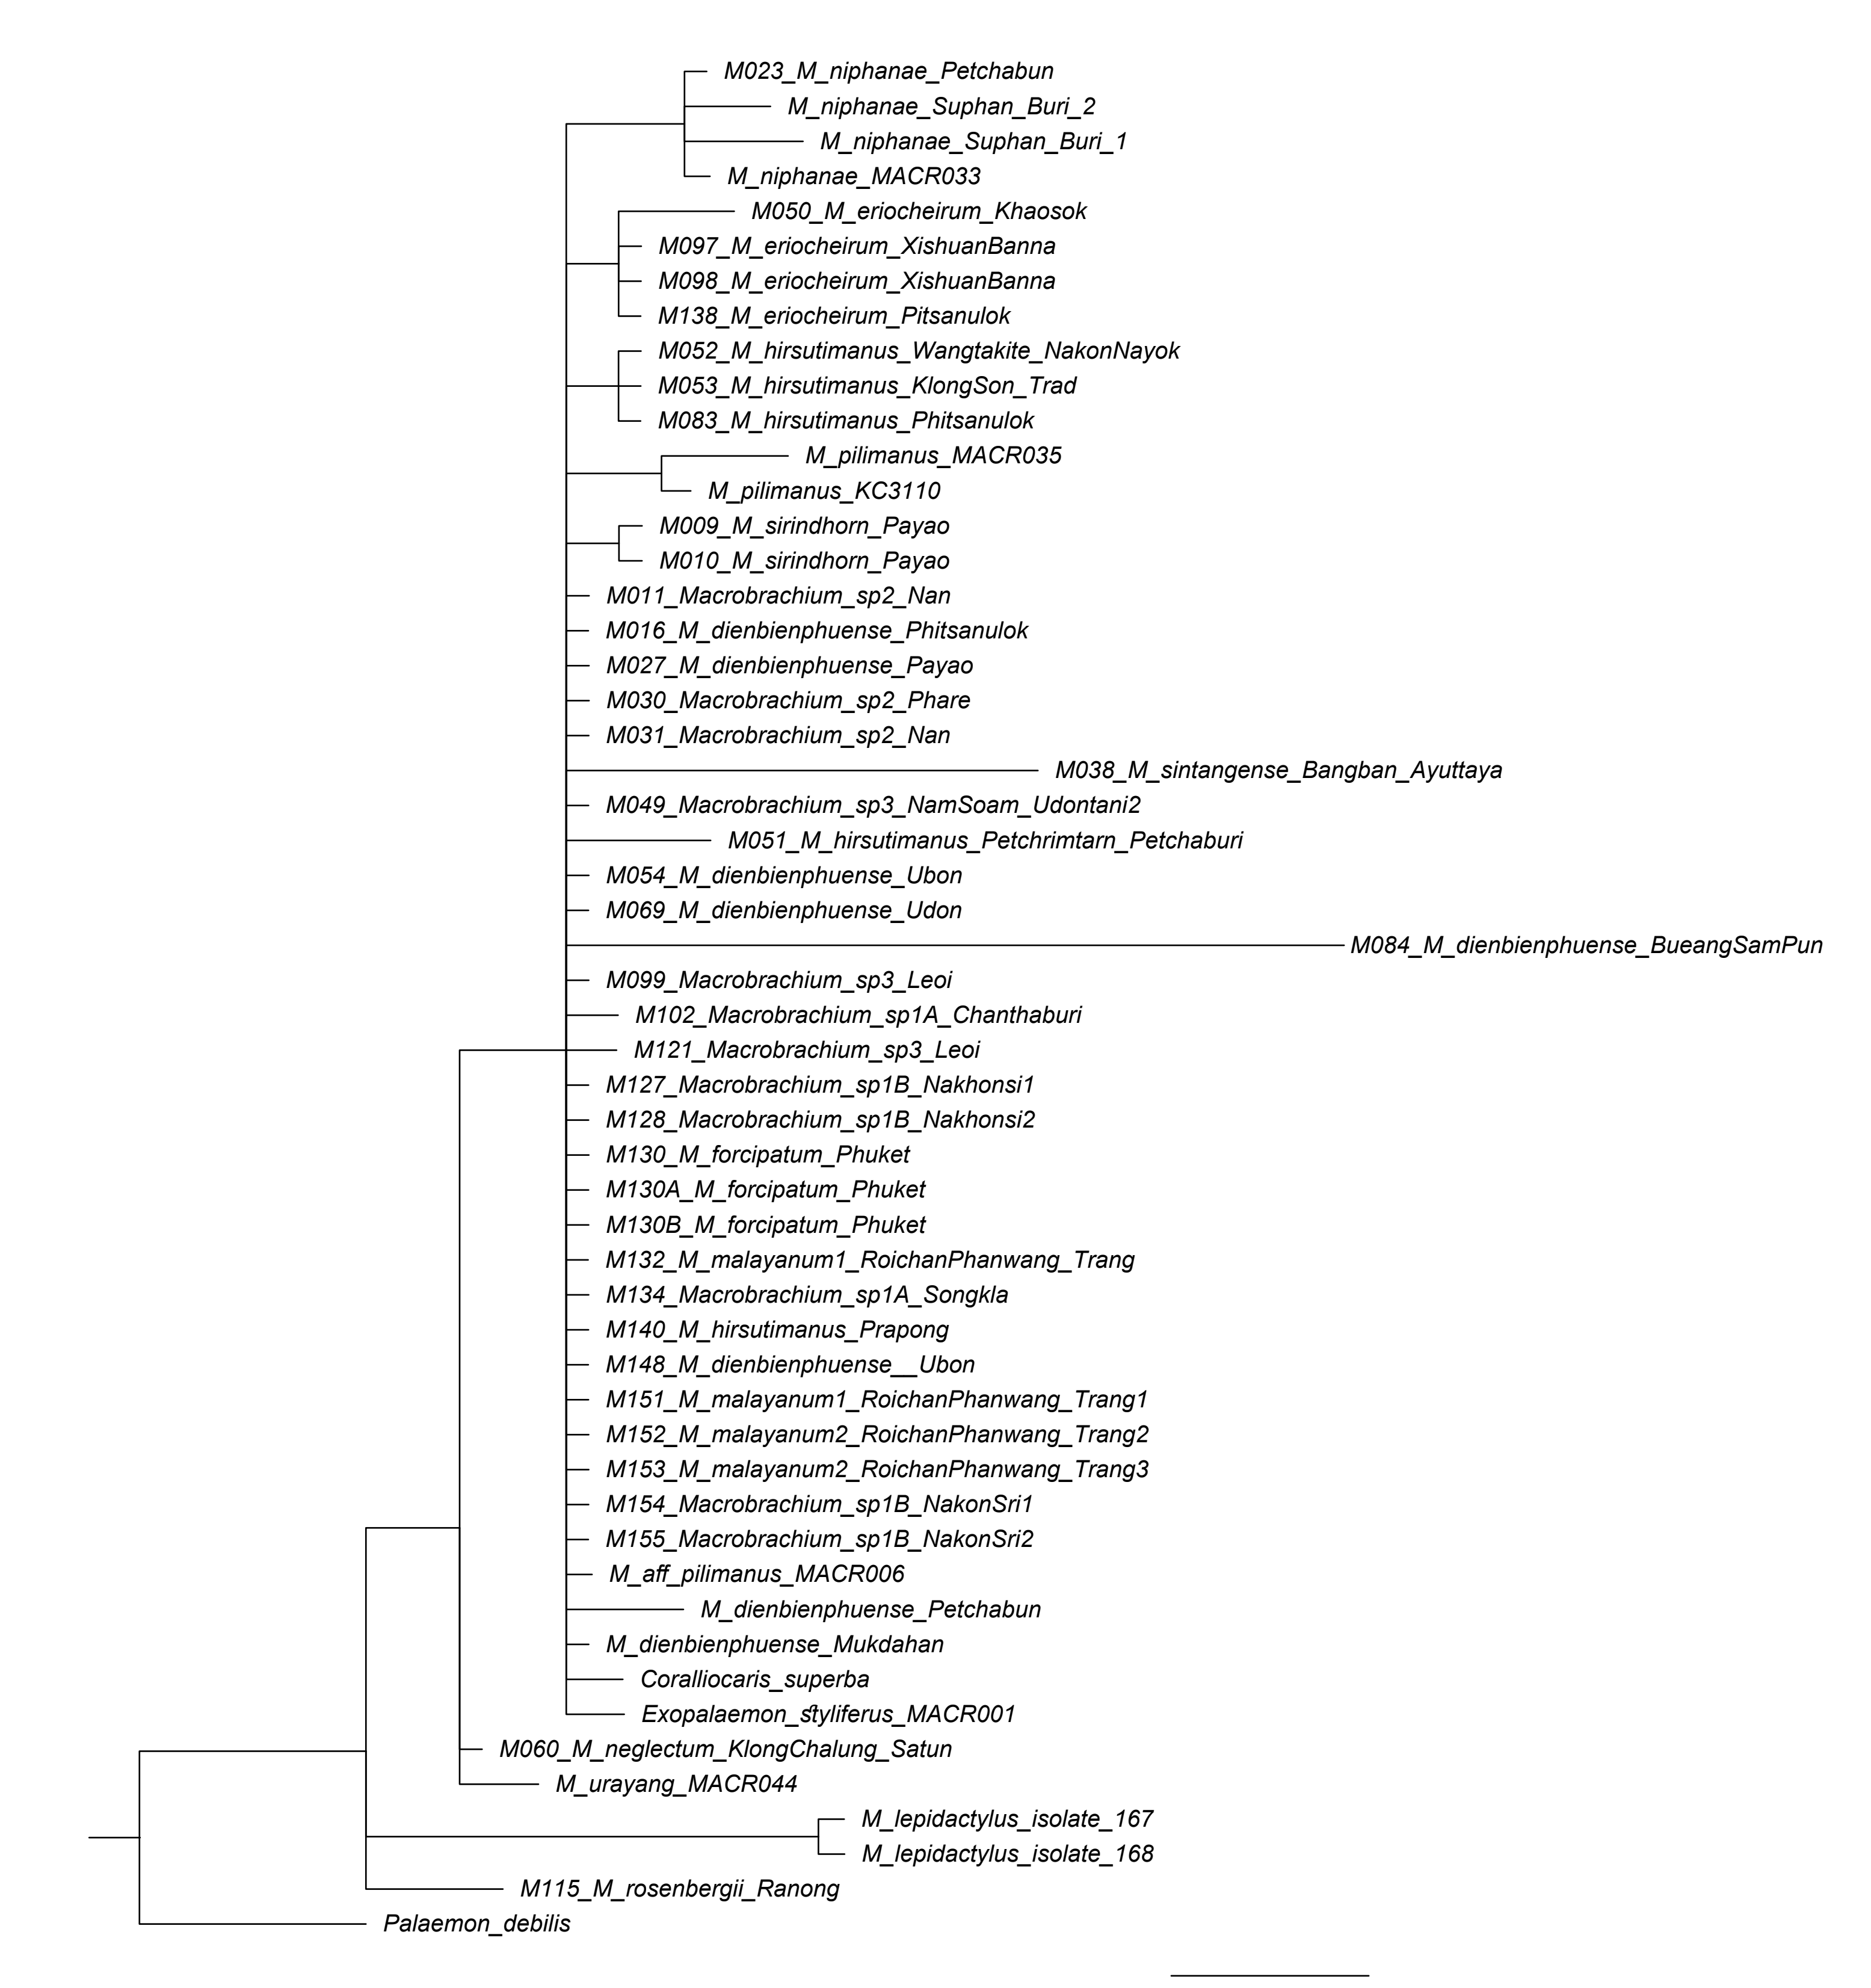 M023_M_niphanae_Petchabun
M_niphanae_Suphan_Buri_2
M_niphanae_Suphan_Buri_1
M_niphanae_MACR033
M050_M_eriocheirum_Khaosok
M097_M_eriocheirum_XishuanBanna
M098_M_eriocheirum_XishuanBanna
M138_M_eriocheirum_Pitsanulok
M052_M_hirsutimanus_Wangtakite_NakonNayok
M053_M_hirsutimanus_KlongSon_Trad
M083_M_hirsutimanus_Phitsanulok
M_pilimanus_MACR035
M_pilimanus_KC3110
M009_M_sirindhorn_Payao
M010_M_sirindhorn_Payao
M011_Macrobrachium_sp2_Nan
M016_M_dienbienphuense_Phitsanulok
M027_M_dienbienphuense_Payao
M030_Macrobrachium_sp2_Phare
M031_Macrobrachium_sp2_Nan
M038_M_sintangense_Bangban_Ayuttaya
M049_Macrobrachium_sp3_NamSoam_Udontani2
M051_M_hirsutimanus_Petchrimtarn_Petchaburi
M054_M_dienbienphuense_Ubon
M069_M_dienbienphuense_Udon
M084_M_dienbienphuense_BueangSamPun
M099_Macrobrachium_sp3_Leoi
M102_Macrobrachium_sp1A_Chanthaburi
M121_Macrobrachium_sp3_Leoi
M127_Macrobrachium_sp1B_Nakhonsi1
M128_Macrobrachium_sp1B_Nakhonsi2
M130_M_forcipatum_Phuket
M130A_M_forcipatum_Phuket
M130B_M_forcipatum_Phuket
M132_M_malayanum1_RoichanPhanwang_Trang
M134_Macrobrachium_sp1A_Songkla
M140_M_hirsutimanus_Prapong
M148_M_dienbienphuense__Ubon
M151_M_malayanum1_RoichanPhanwang_Trang1
M152_M_malayanum2_RoichanPhanwang_Trang2
M153_M_malayanum2_RoichanPhanwang_Trang3
M154_Macrobrachium_sp1B_NakonSri1
M155_Macrobrachium_sp1B_NakonSri2
M_aff_pilimanus_MACR006
M_dienbienphuense_Petchabun
M_dienbienphuense_Mukdahan
Coralliocaris_superba
Exopalaemon_styliferus_MACR001
M060_M_neglectum_KlongChalung_Satun
M_urayang_MACR044
M_lepidactylus_isolate_167
M_lepidactylus_isolate_168
M115_M_rosenbergii_Ranong
Palaemon_debilis